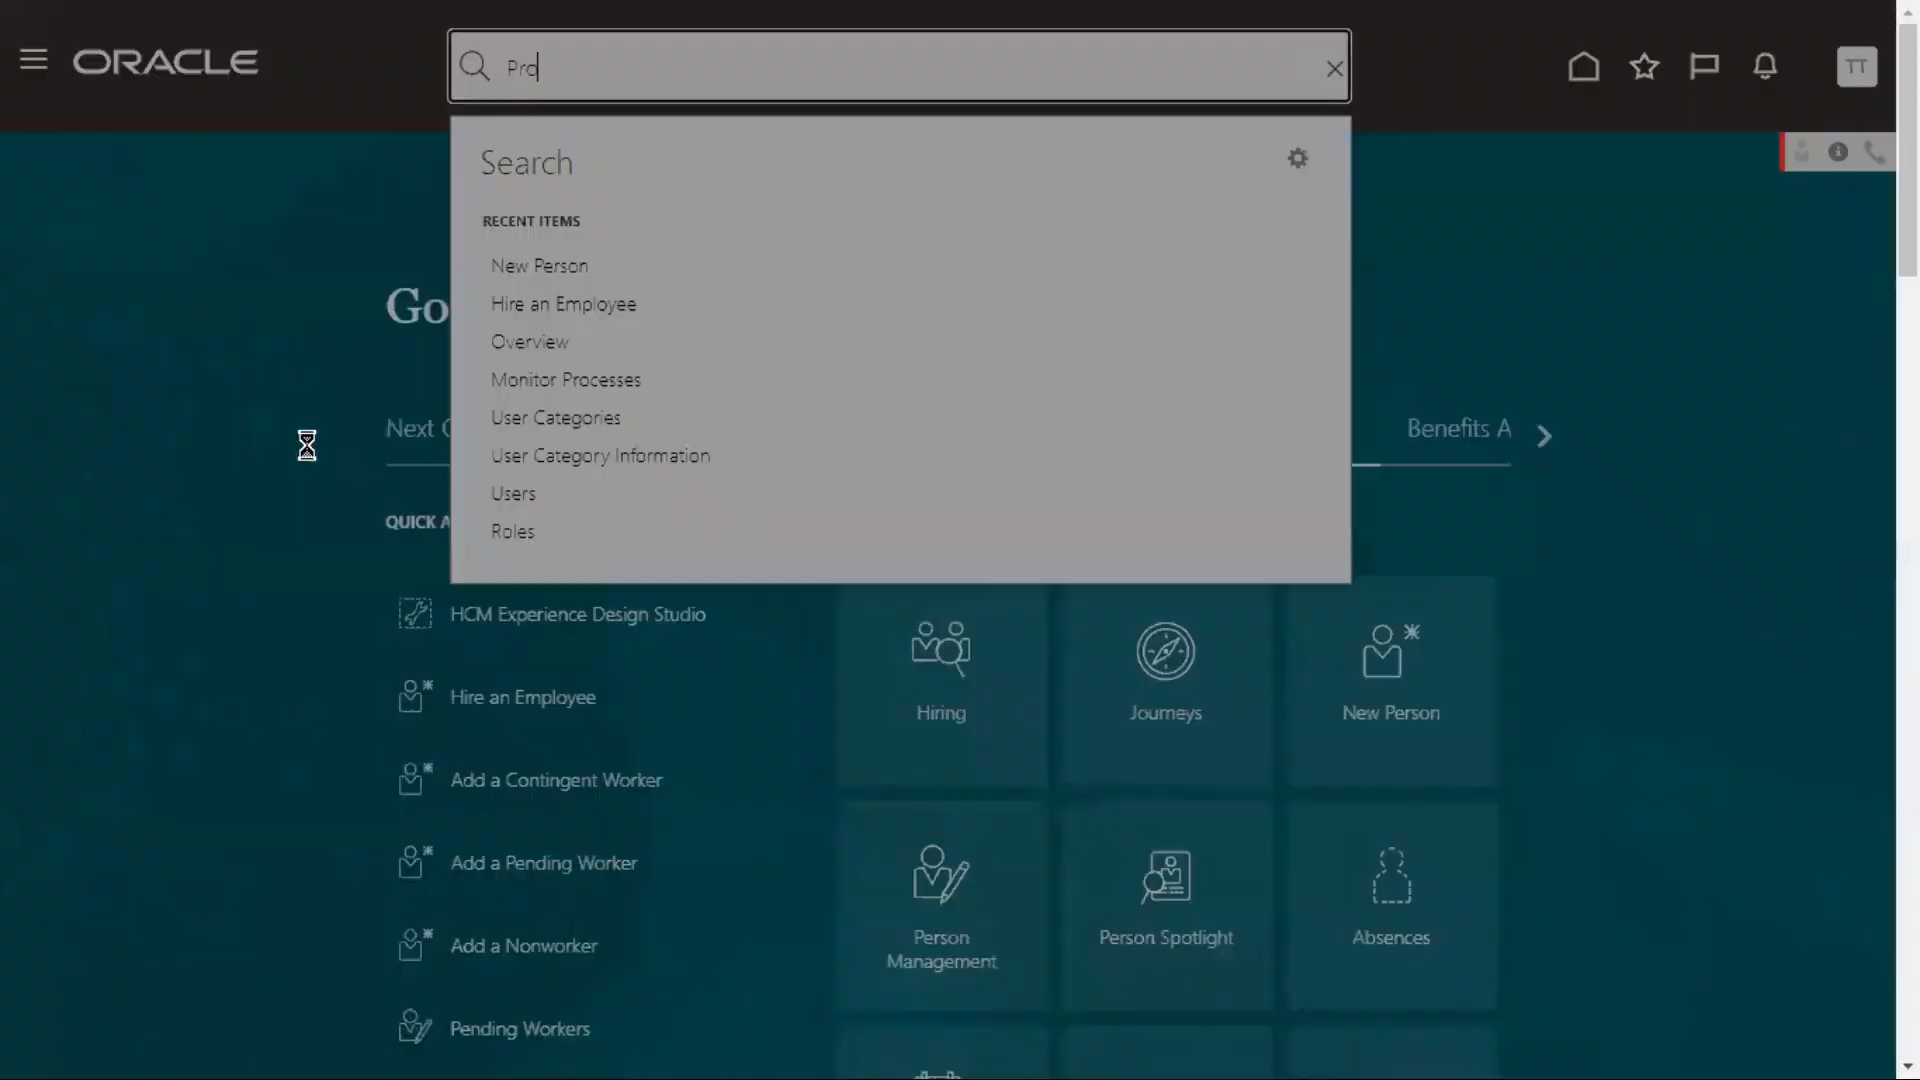 ORACLE
Pro
TT
Search
RECENT ITEMS
New Person
Hire an Employee
Overview
Monitor Processes
User Categories
User Category Information
Users
Roles
Go
Next
Benefits A
QUICK A
HCM Experience Design Studio
Hire an Employee
Add a Contingent Worker
Add a Pending Worker
Add a Nonworker
Pending Workers
Hiring
Journeys
New Person
Person
Management
Person Spotlight
Absences